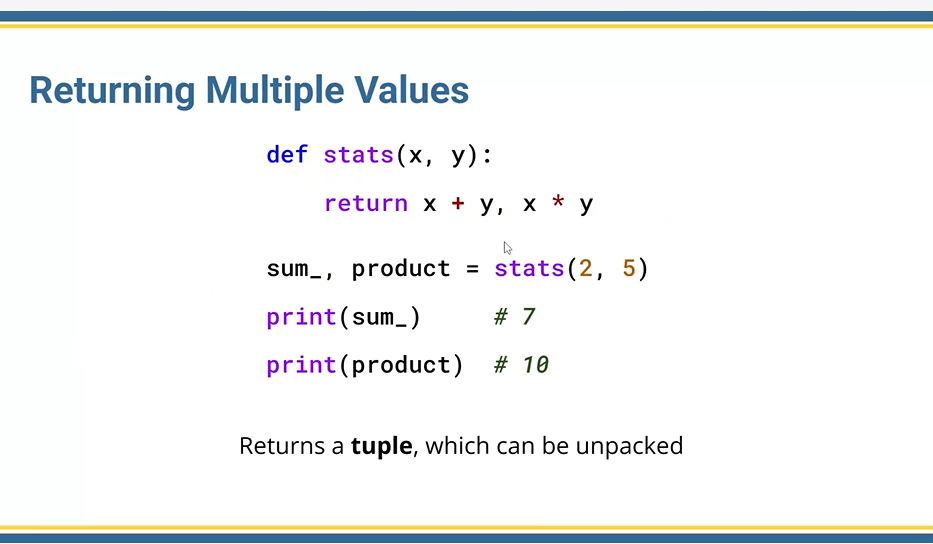 Returning Multiple Values
def stats(x, y):
    return x + y, x * y
sum_, product = stats(2, 5)
print(sum_)     # 7
print(product)  # 10
Returns a tuple, which can be unpacked